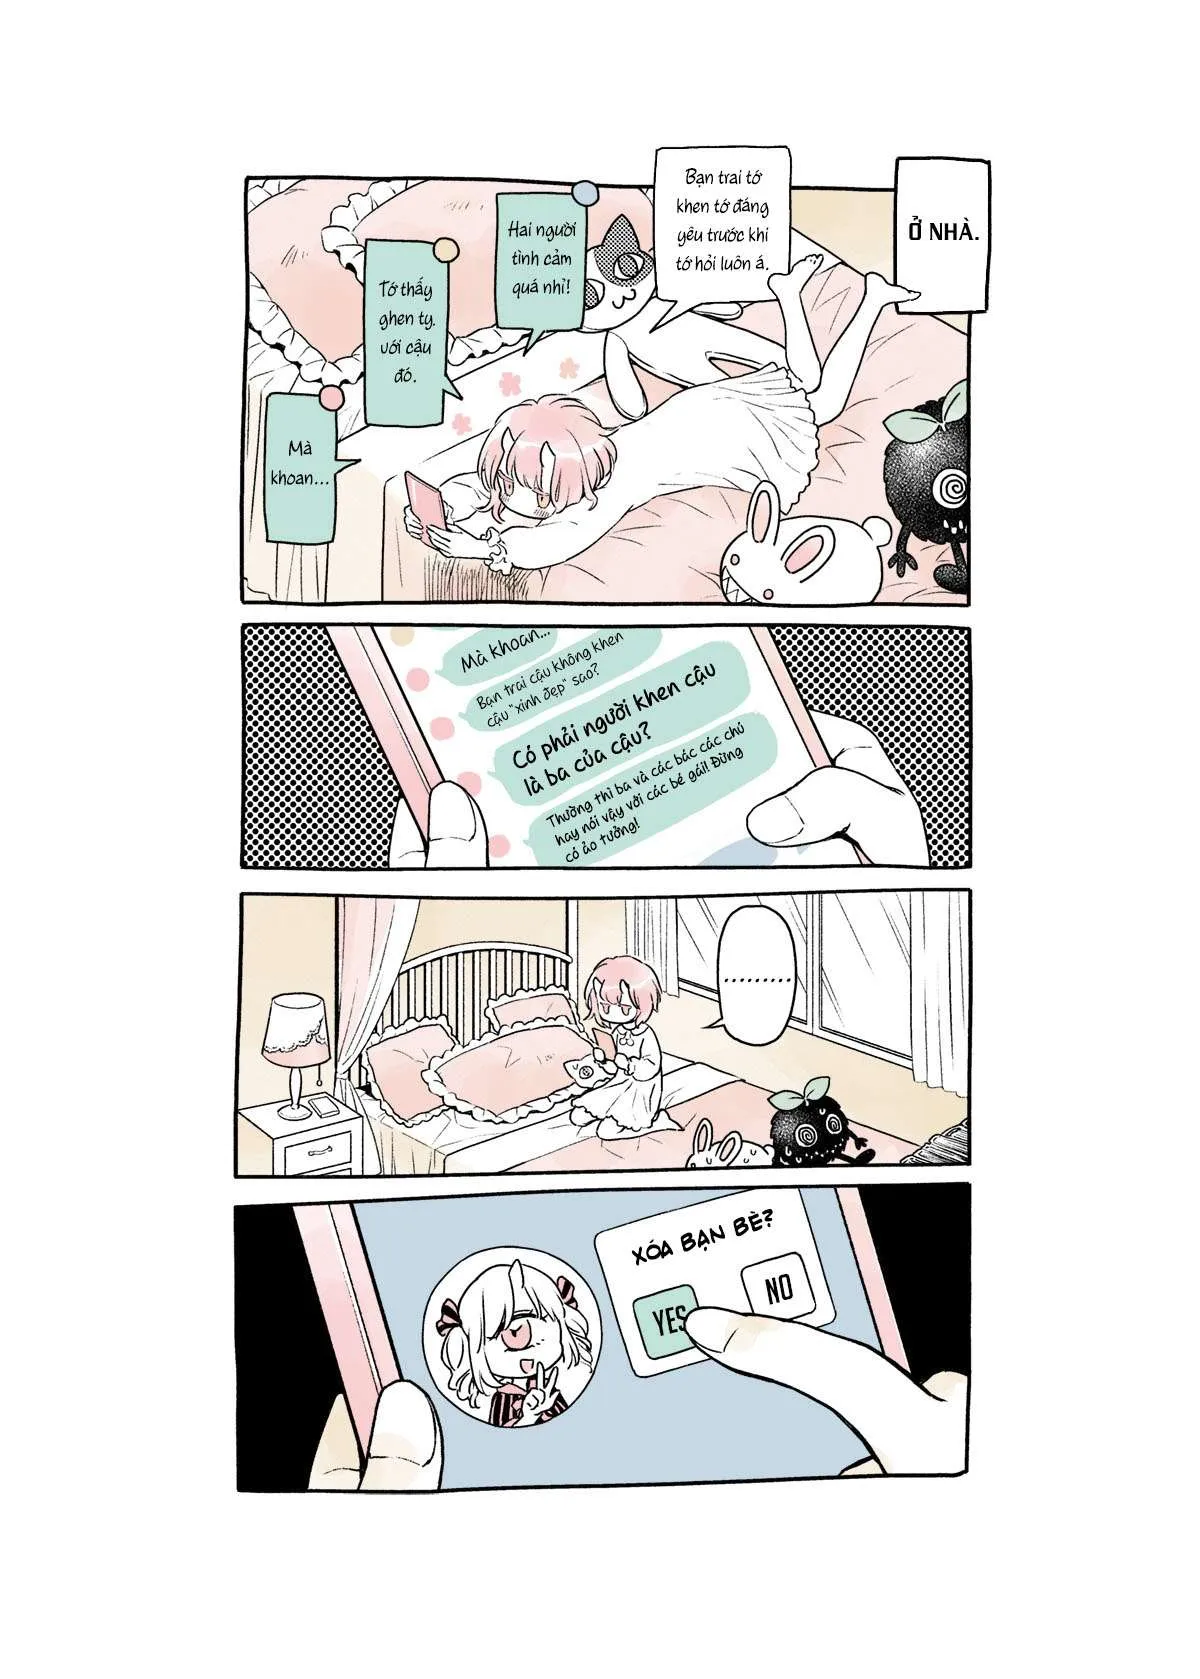 Ở NHÀ.
Bạn trai tớ
khen tớ đáng
yêu trước khi
tớ hỏi luôn á.
Hai người
tình cảm
quá nhỉ!
Tớ thấy
ghen tỵ
với cậu
đó.
Mà
khoan...
Mà khoan...
Bạn trai cậu không khen
cậu "xinh đẹp" sao?
Có phải người khen cậu
là ba của cậu?
Thường thì ba và các bác các chú
hay nói vậy với các bé gái! Đừng
có ảo tưởng!
..........
XÓA BẠN BÈ?
YES
NO